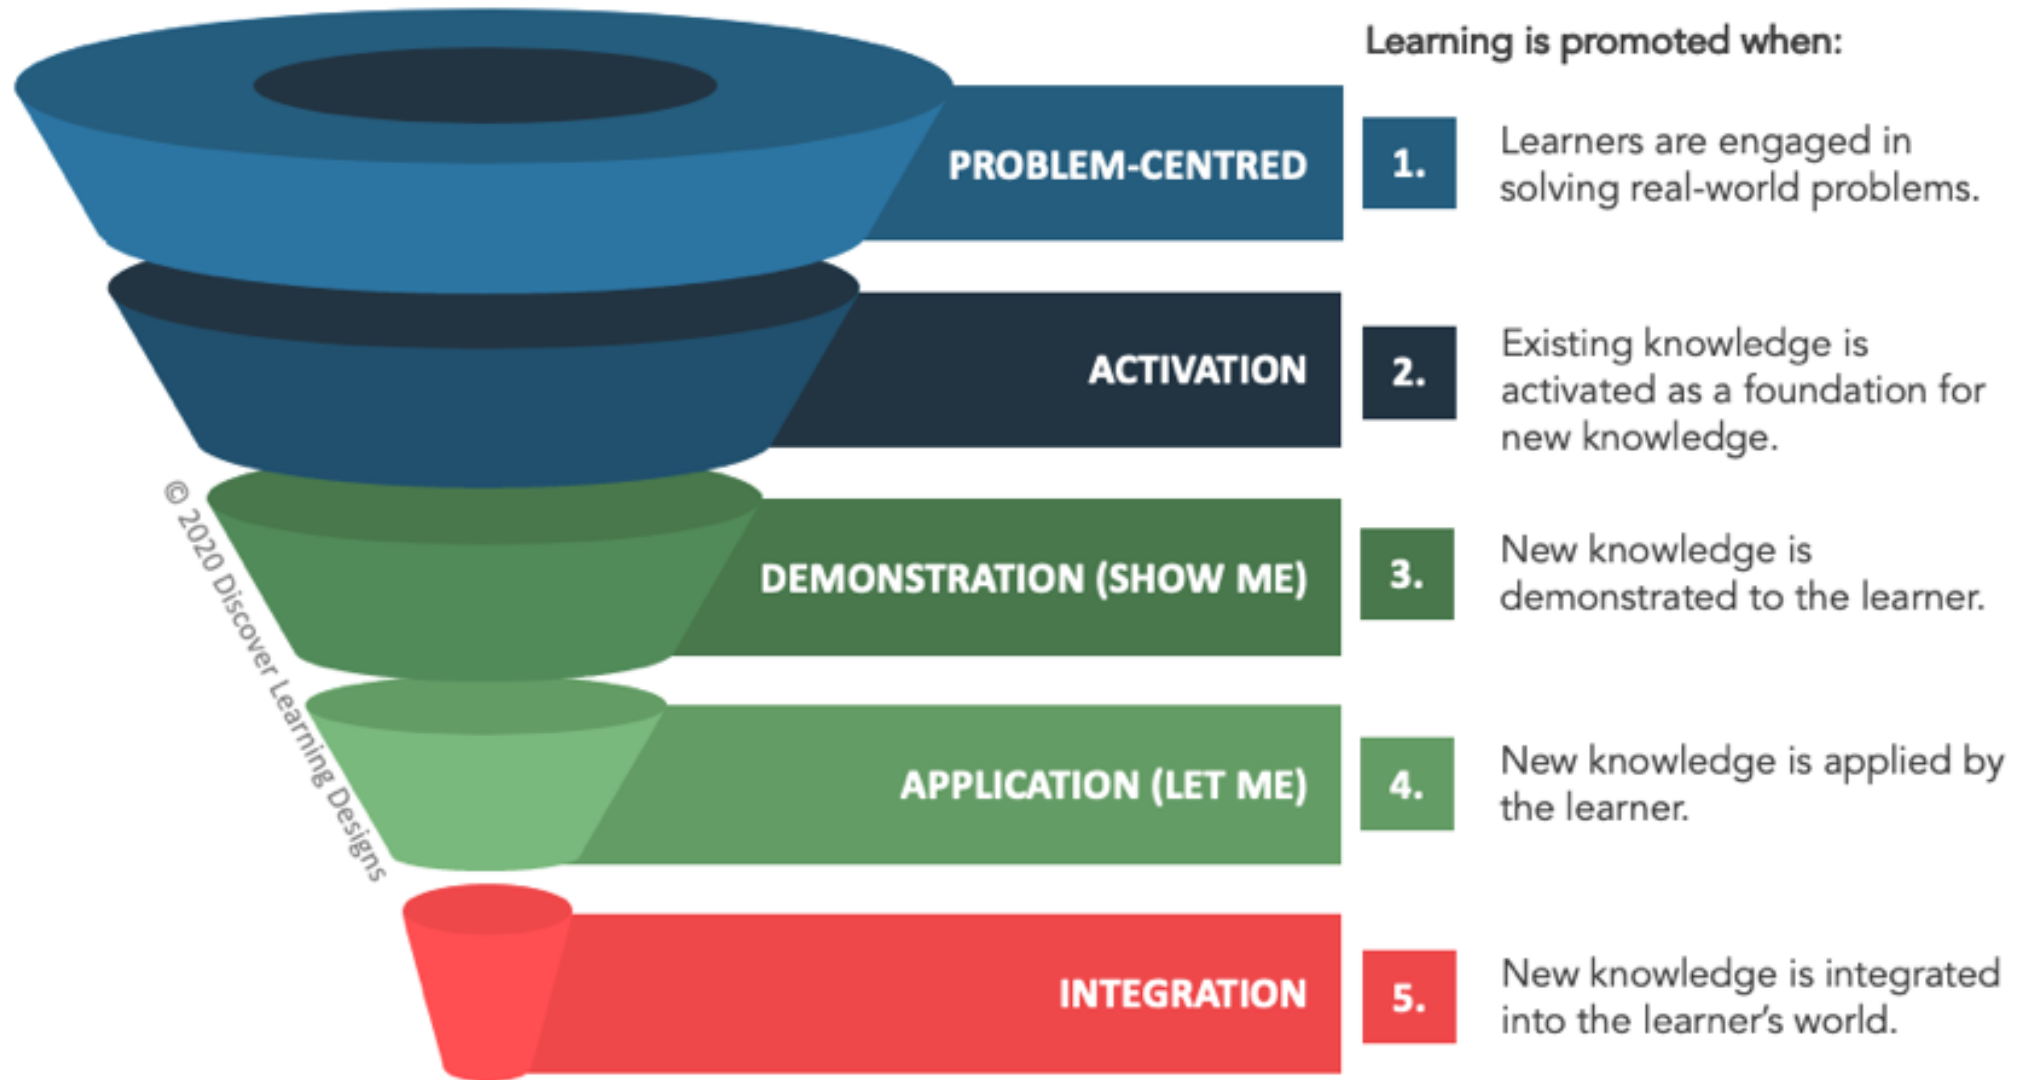 Learning is promoted when:
PROBLEM-CENTRED
1.
Learners are engaged in
solving real-world problems.
ACTIVATION
2.
Existing knowledge is
activated as a foundation for
new knowledge.
DEMONSTRATION (SHOW ME)
3.
New knowledge is
demonstrated to the learner.
APPLICATION (LET ME)
4.
New knowledge is applied by
the learner.
INTEGRATION
5.
New knowledge is integrated
into the learner’s world.
© 2020 Discover Learning Designs